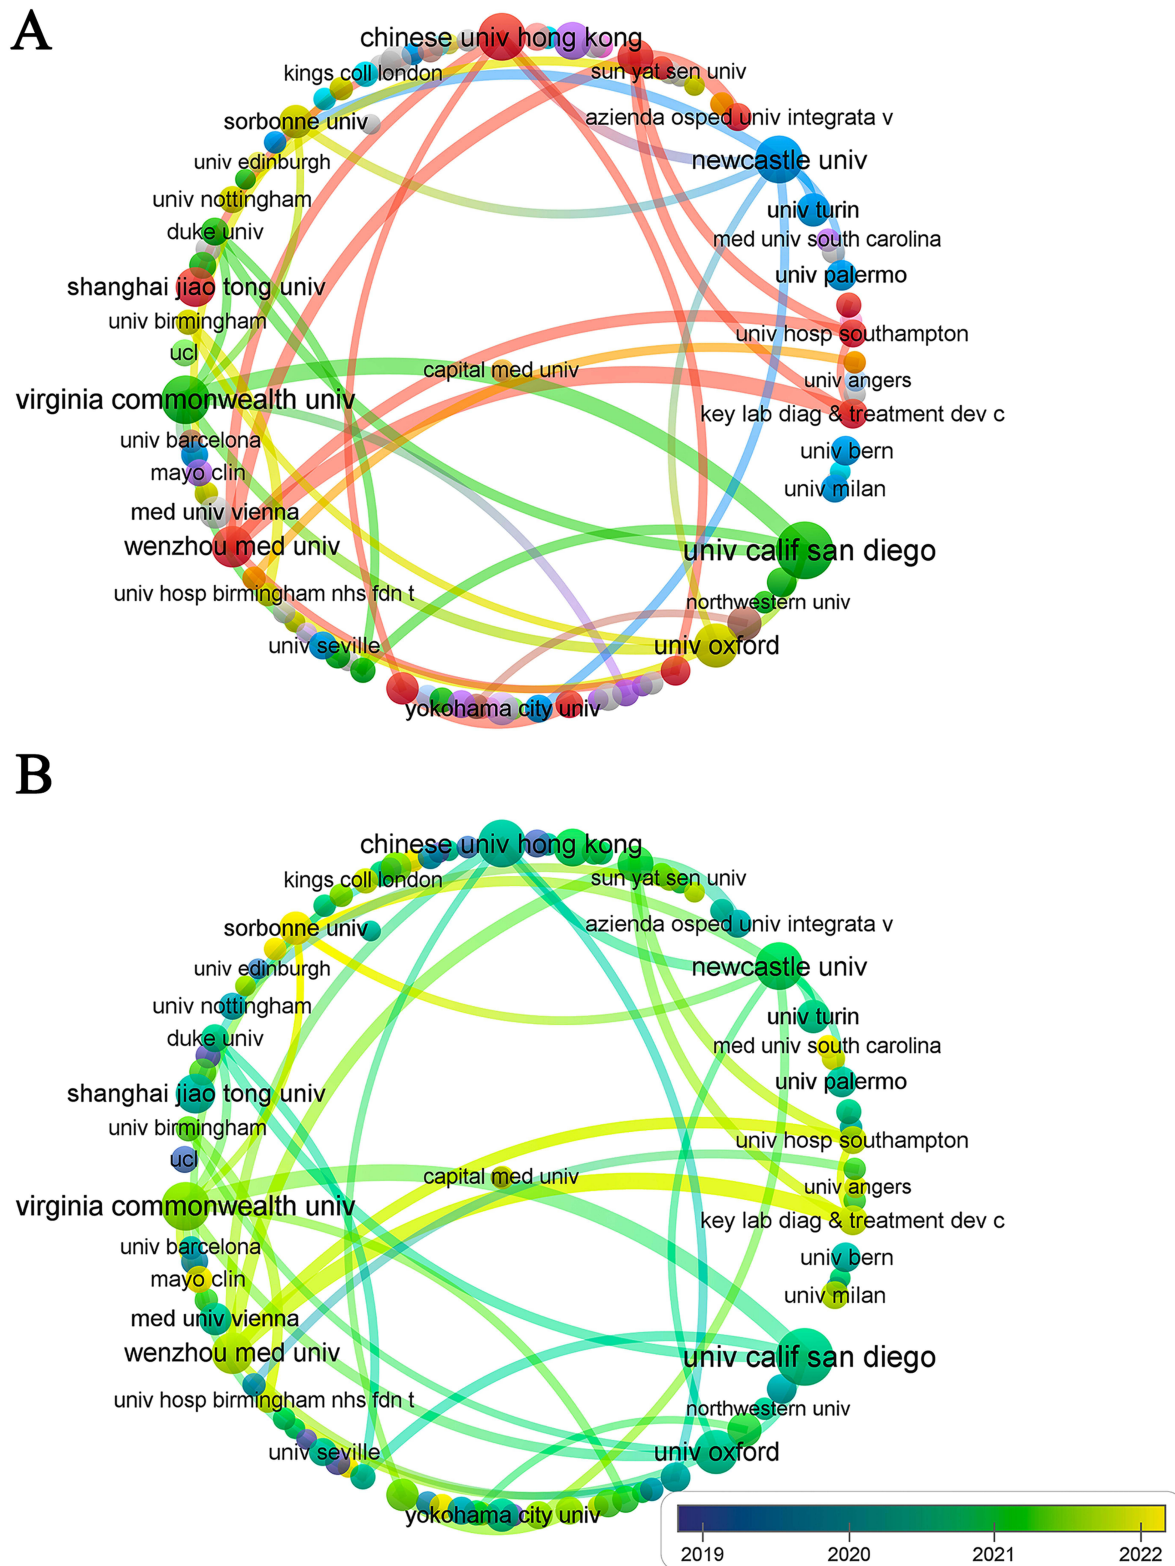 A
chinese univ hong kong
kings coll london
sun yat sen univ
sorbonne univ
azienda osped univ integrata v
univ edinburgh
newcastle univ
univ nottingham
univ turin
duke univ
med univ south carolina
univ palermo
shanghai jiao tong univ
univ birmingham
univ hosp southampton
ucl
capital med univ
univ angers
virginia commonwealth univ
key lab diag & treatment dev c
univ barcelona
univ bern
mayo clin
univ milan
med univ vienna
wenzhou med univ
univ calif san diego
univ hosp birmingham nhs fdn t
northwestern univ
univ seville
univ oxford
yokohama city univ
B
chinese univ hong kong
kings coll london
sun yat sen univ
sorbonne univ
azienda osped univ integrata v
univ edinburgh
newcastle univ
univ nottingham
univ turin
duke univ
med univ south carolina
univ palermo
shanghai jiao tong univ
univ birmingham
univ hosp southampton
ucl
capital med univ
univ angers
virginia commonwealth univ
key lab diag & treatment dev c
univ barcelona
univ bern
mayo clin
univ milan
med univ vienna
wenzhou med univ
univ calif san diego
univ hosp birmingham nhs fdn t
northwestern univ
univ seville
univ oxford
yokohama city univ
2019 2020 2021 2022